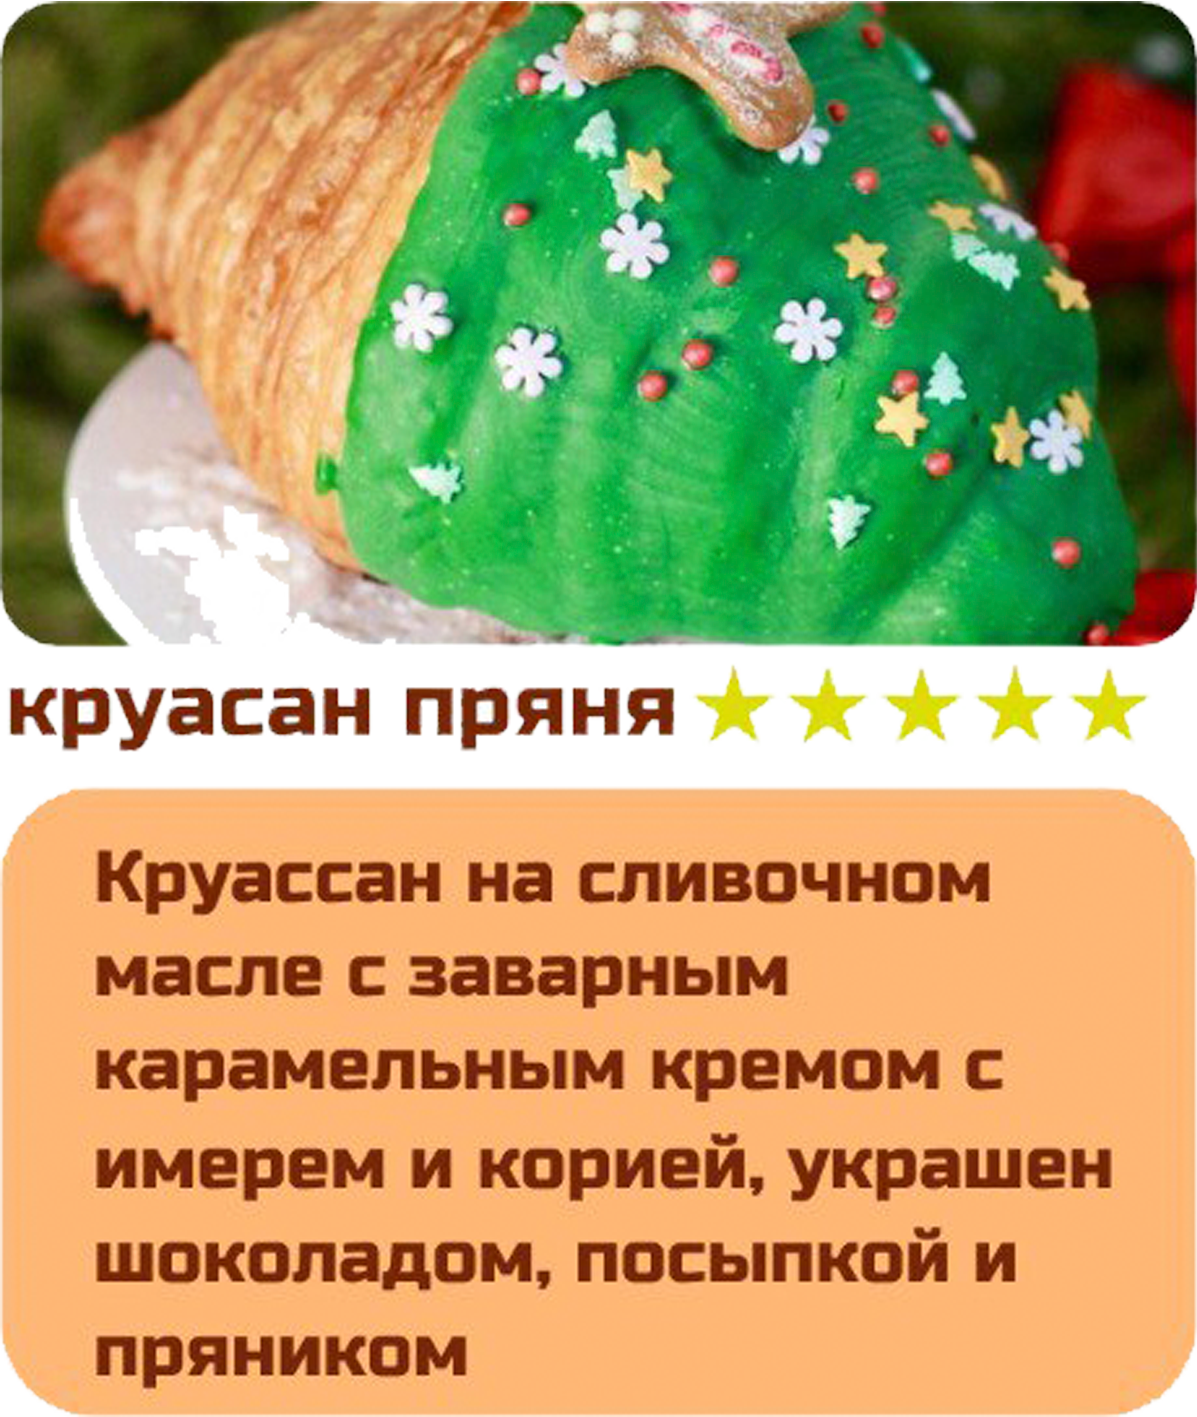 круасан пряня
Круассан на сливочном
масле с заварным
карамельным кремом с
имерем и корией, украшен
шоколадом, посыпкой и
пряником